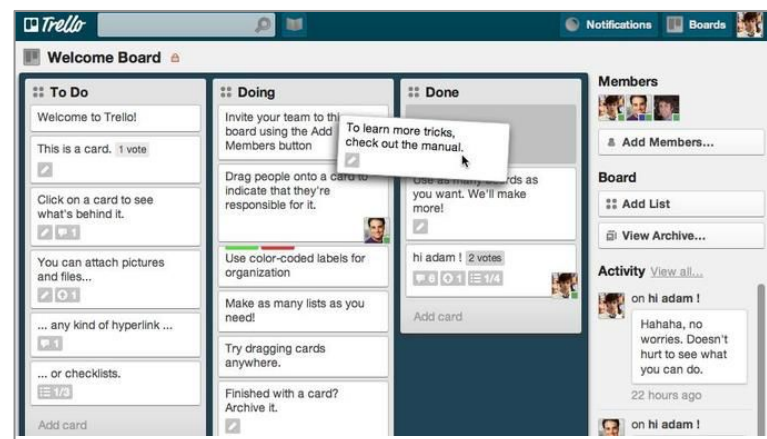 Trello
Notifications
Boards
Welcome Board
To Do
Welcome to Trello!
This is a card. 1 vote
Click on a card to see
what's behind it.
1
You can attach pictures
and files...
1
... any kind of hyperlink ...
1
... or checklists.
1/3
Add card
Doing
Invite your team to this
board using the Add
Members button
Drag people onto a card to
indicate that they're
responsible for it.
Use color-coded labels for
organization
Make as many lists as you
need!
Try dragging cards
anywhere.
Finished with a card?
Archive it.
Done
To learn more tricks,
check out the manual.
Use as many boards as
you want. We'll make
more!
hi adam ! 2 votes
6 1 1/4
Add card
Members
Add Members...
Board
Add List
View Archive...
Activity View all...
on hi adam !
Hahaha, no
worries. Doesn't
hurt to see what
you can do.
22 hours ago
on hi adam !